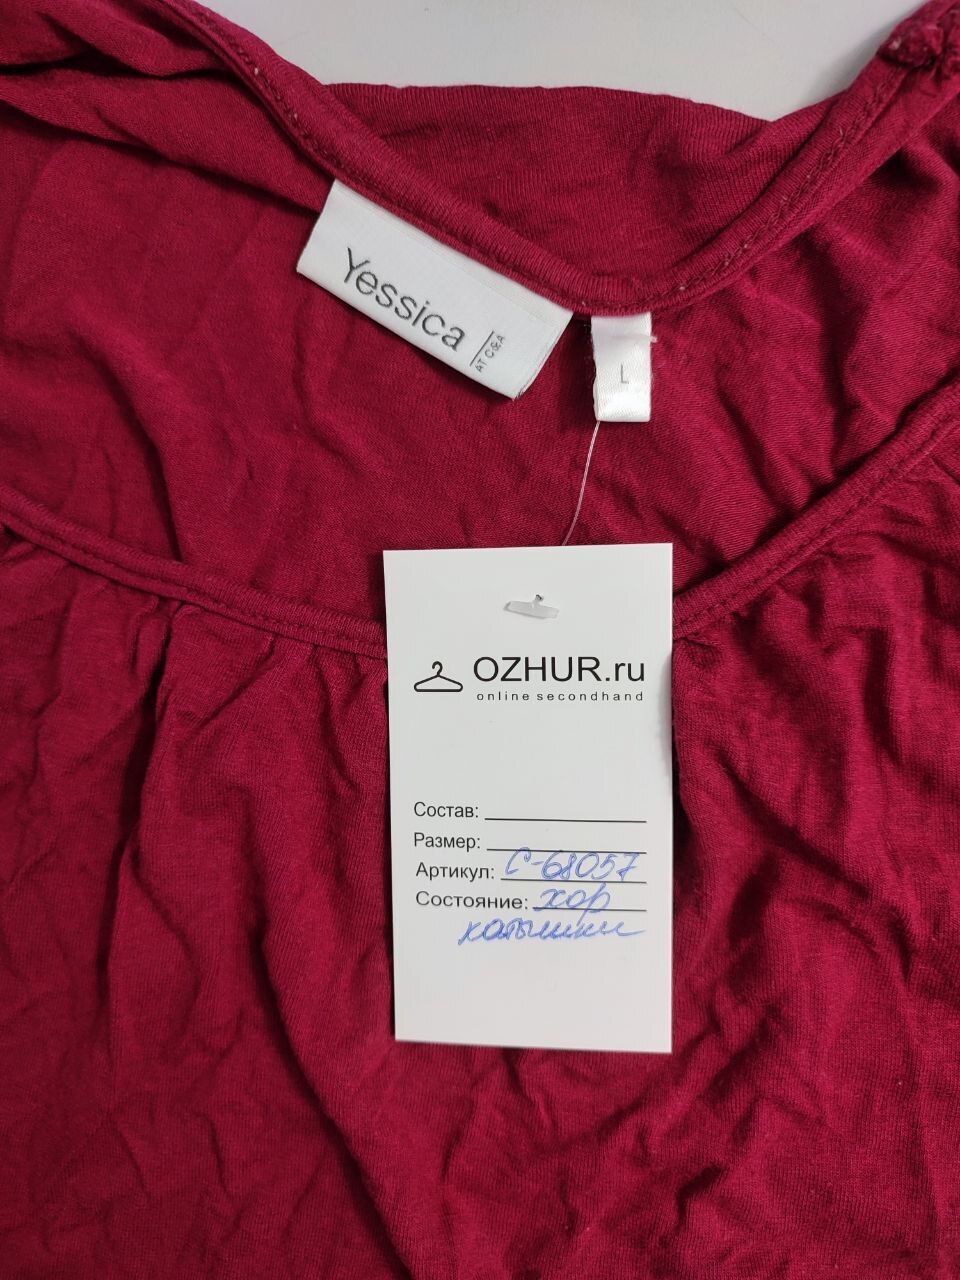 Yessica
AT C&A
L
OZHUR.ru
online secondhand
Состав:
Размер:
Артикул: С-68057
Состояние: хор
катышки